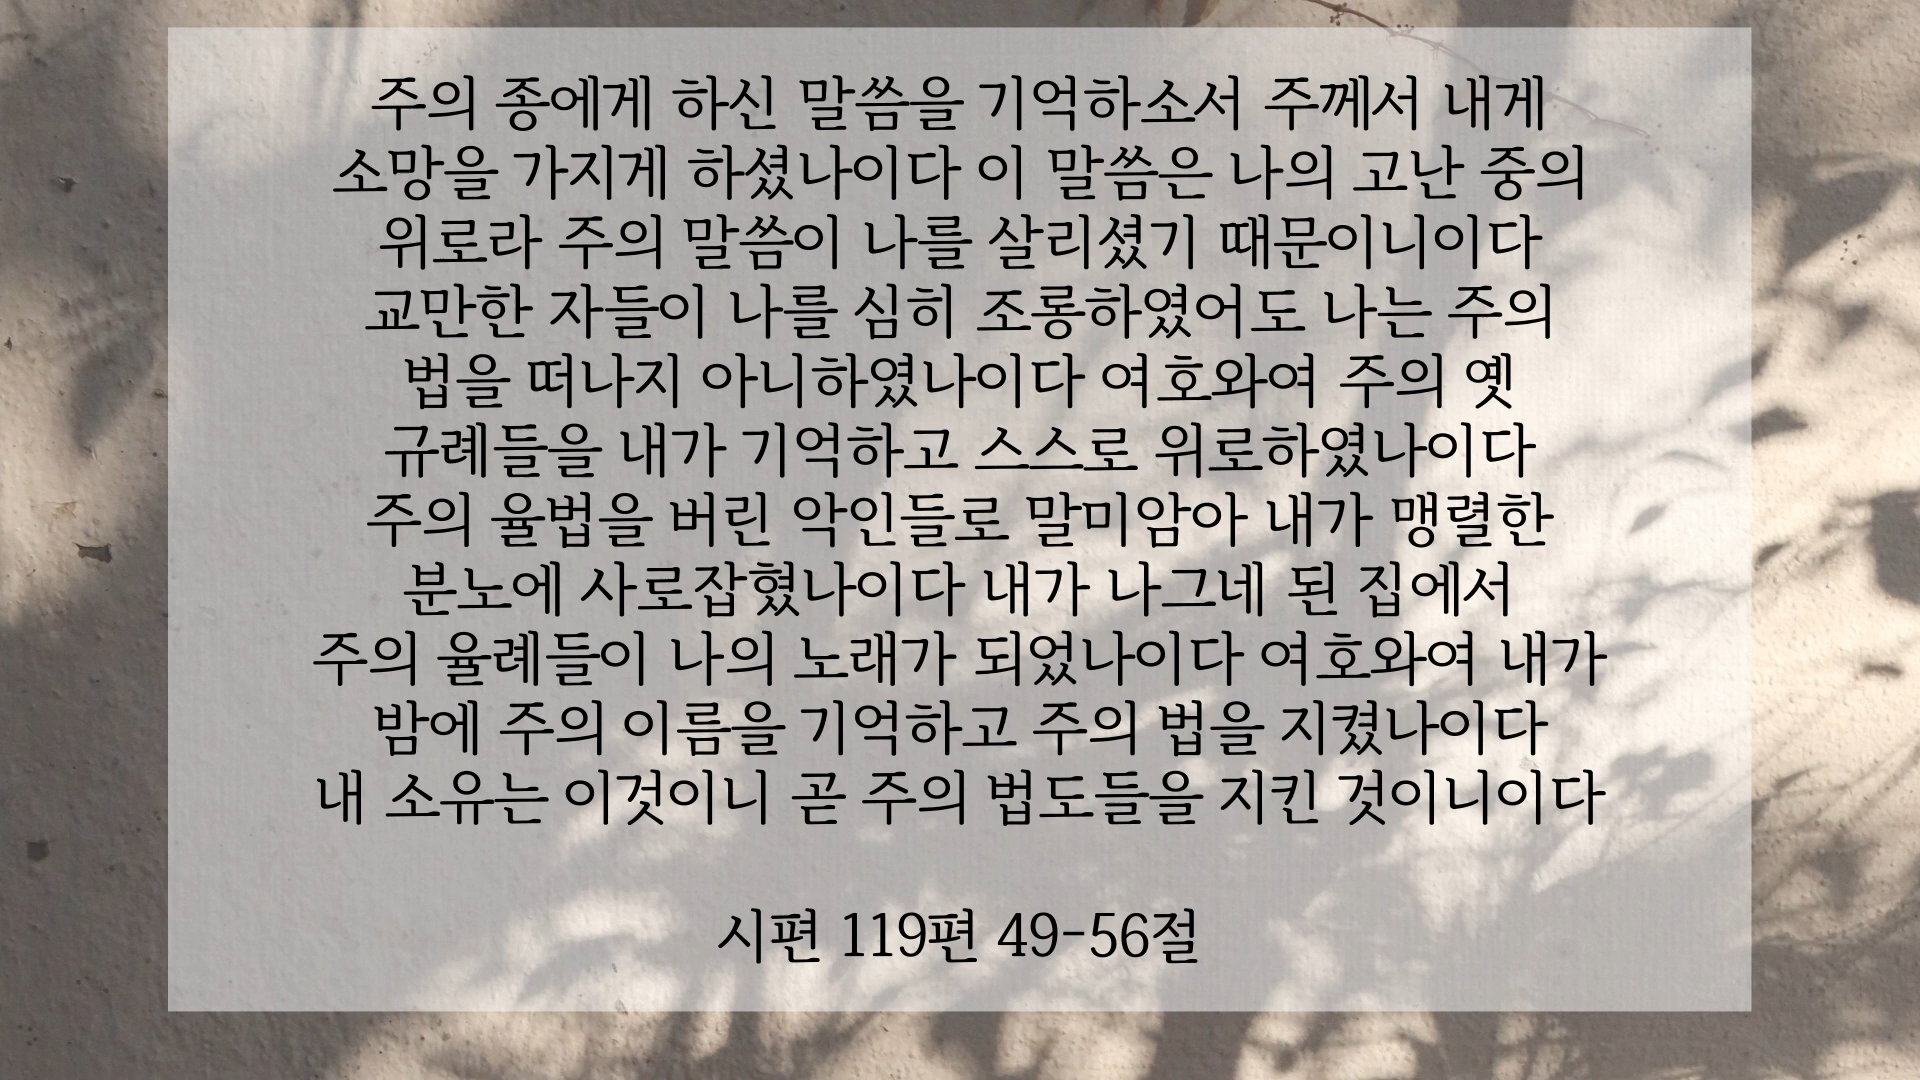 주의 종에게 하신 말씀을 기억하소서 주께서 내게
소망을 가지게 하셨나이다 이 말씀은 나의 고난 중의
위로라 주의 말씀이 나를 살리셨기 때문이니이다
교만한 자들이 나를 심히 조롱하였어도 나는 주의
법을 떠나지 아니하였나이다 여호와여 주의 옛
규례들을 내가 기억하고 스스로 위로하였나이다
주의 율법을 버린 악인들로 말미암아 내가 맹렬한
분노에 사로잡혔나이다 내가 나그네 된 집에서
주의 율례들이 나의 노래가 되었나이다 여호와여 내가
밤에 주의 이름을 기억하고 주의 법을 지켰나이다
내 소유는 이것이니 곧 주의 법도들을 지킨 것이니이다
시편 119편 49-56절